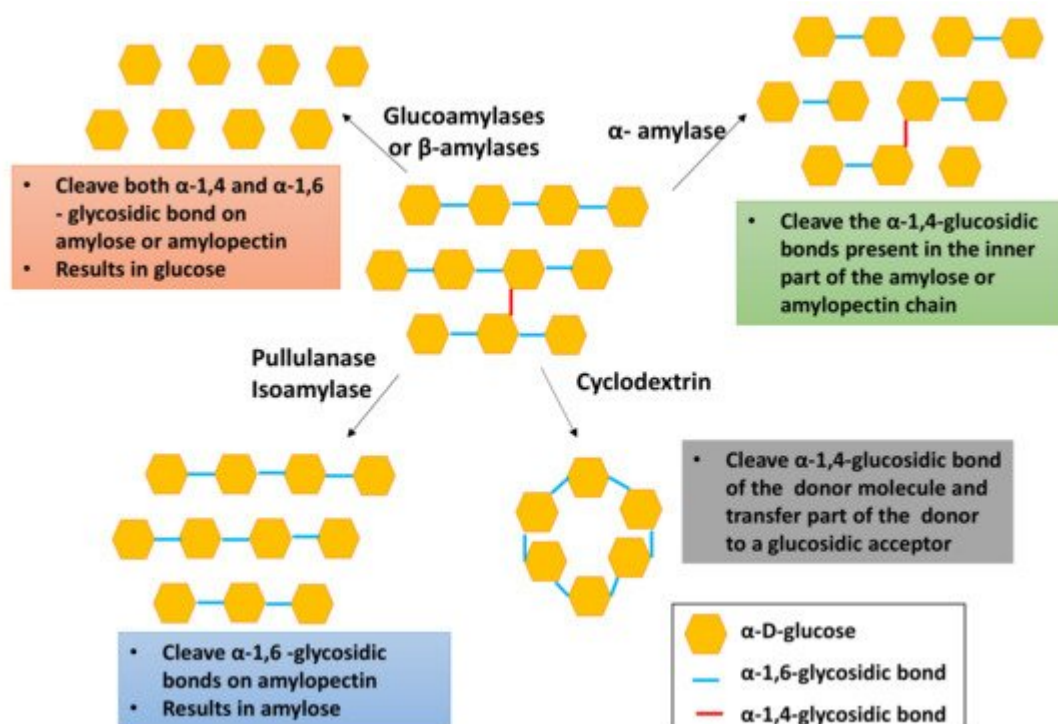 Glucoamylases
or β-amylases
α- amylase
• Cleave both α-1,4 and α-1,6
- glycosidic bond on
amylose or amylopectin
• Results in glucose
• Cleave the α-1,4-glucosidic
bonds present in the inner
part of the amylose or
amylopectin chain
Pullulanase
Isoamylase
Cyclodextrin
• Cleave α-1,4-glucosidic bond
of the donor molecule and
transfer part of the donor
to a glucosidic acceptor
• Cleave α-1,6 -glycosidic
bonds on amylopectin
• Results in amylose
α-D-glucose
α-1,6-glycosidic bond
α-1,4-glycosidic bond